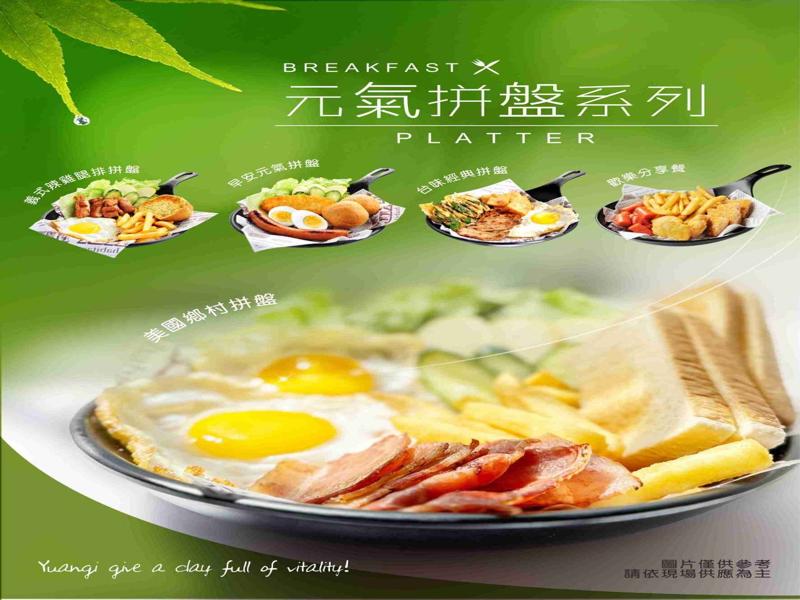 BREAKFAST
元氣拼盤系列
PLATTER
義式辣雞腿排拼盤
早安元氣拼盤
台味經典拼盤
歡樂分享餐
美國鄉村拼盤
Yuanqi give a day full of vitality!
圖片僅供參考
請依現場供應為主